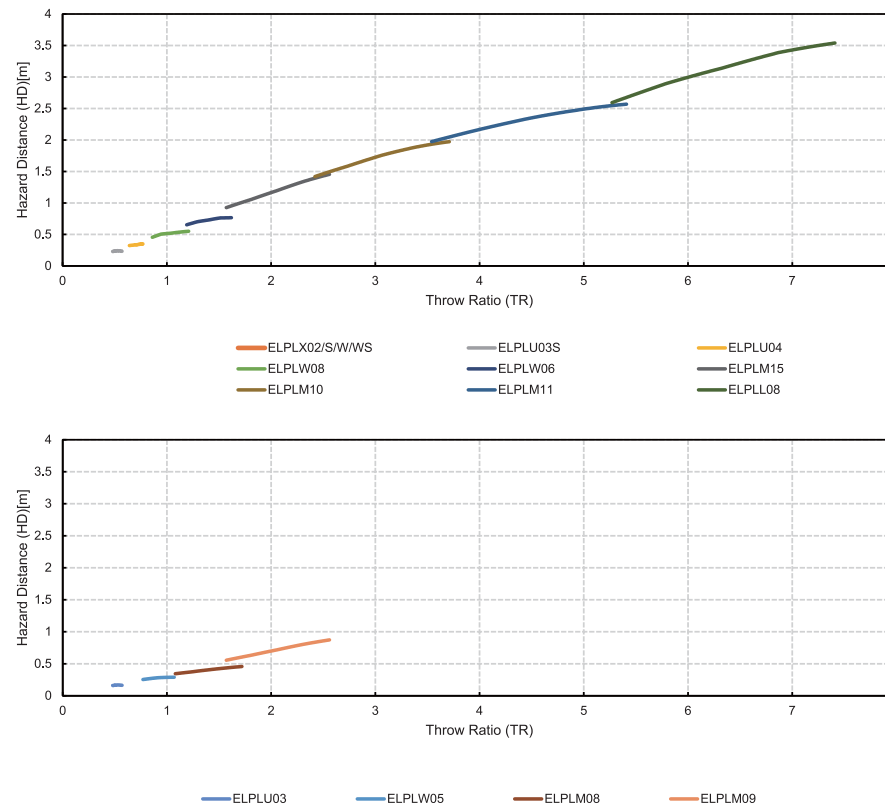 4
3.5
3
2.5
2
1.5
1
0.5
0
Hazard Distance (HD)[m]
0 1 2 3 4 5 6 7
Throw Ratio (TR)
ELPLX02/S/W/WS ELPLU03S ELPLU04
ELPLW08 ELPLW06 ELPLM15
ELPLM10 ELPLM11 ELPLL08
4
3.5
3
2.5
2
1.5
1
0.5
0
Hazard Distance (HD)[m]
0 1 2 3 4 5 6 7
Throw Ratio (TR)
ELPLU03 ELPLW05 ELPLM08 ELPLM09